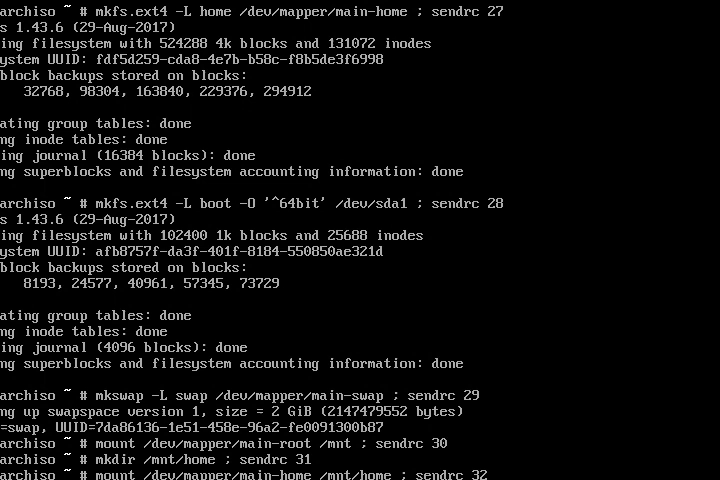 archiso ~ # mkfs.ext4 -L home /dev/mapper/main-home ; sendrc 27
s 1.43.6 (29-Aug-2017)
ing filesystem with 524288 4k blocks and 131072 inodes
ystem UUID: fdf5d259-cda8-4e7b-b58c-f8b5de3f6998
block backups stored on blocks:
32768, 98304, 163840, 229376, 294912
ating group tables: done
ng inode tables: done
ing journal (16384 blocks): done
ng superblocks and filesystem accounting information: done
archiso ~ # mkfs.ext4 -L boot -O '^64bit' /dev/sda1 ; sendrc 28
s 1.43.6 (29-Aug-2017)
ing filesystem with 102400 1k blocks and 25688 inodes
ystem UUID: afb8757f-da3f-401f-8184-550850ae321d
block backups stored on blocks:
8193, 24577, 40961, 57345, 73729
ating group tables: done
ng inode tables: done
ing journal (4096 blocks): done
ng superblocks and filesystem accounting information: done
archiso ~ # mkswap -L swap /dev/mapper/main-swap ; sendrc 29
ng up swapspace version 1, size = 2 GiB (2147479552 bytes)
=swap, UUID=7da86136-1e51-458e-96a2-fe0091300b87
archiso ~ # mount /dev/mapper/main-root /mnt ; sendrc 30
archiso ~ # mkdir /mnt/home ; sendrc 31
archiso ~ # mount /dev/mapper/main-home /mnt/home ; sendrc 32